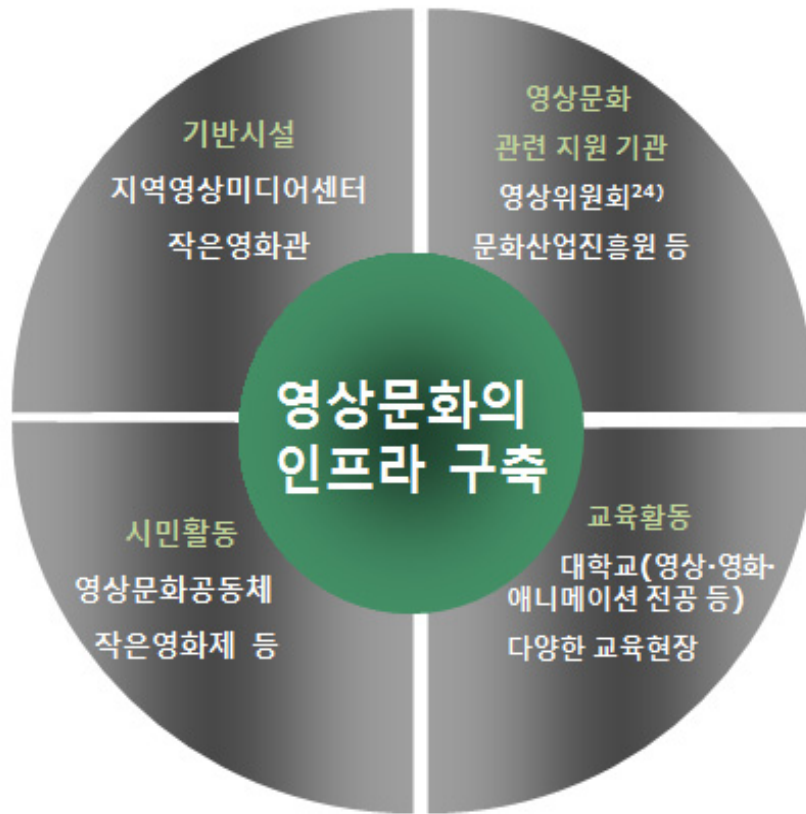 기반시설
지역영상미디어센터
작은영화관
영상문화
관련 지원 기관
영상위원회²⁴⁾
문화산업진흥원 등
영상문화의
인프라 구축
시민활동
영상문화공동체
작은영화제 등
교육활동
대학교(영상·영화·
애니메이션 전공 등)
다양한 교육현장